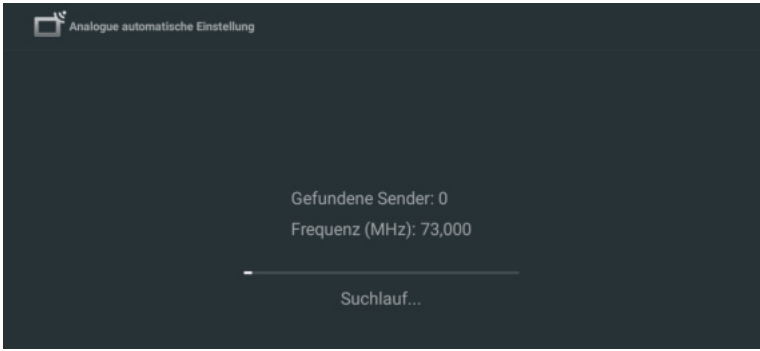 Analogue automatische Einstellung
Gefundene Sender: 0
Frequenz (MHz): 73,000
Suchlauf...